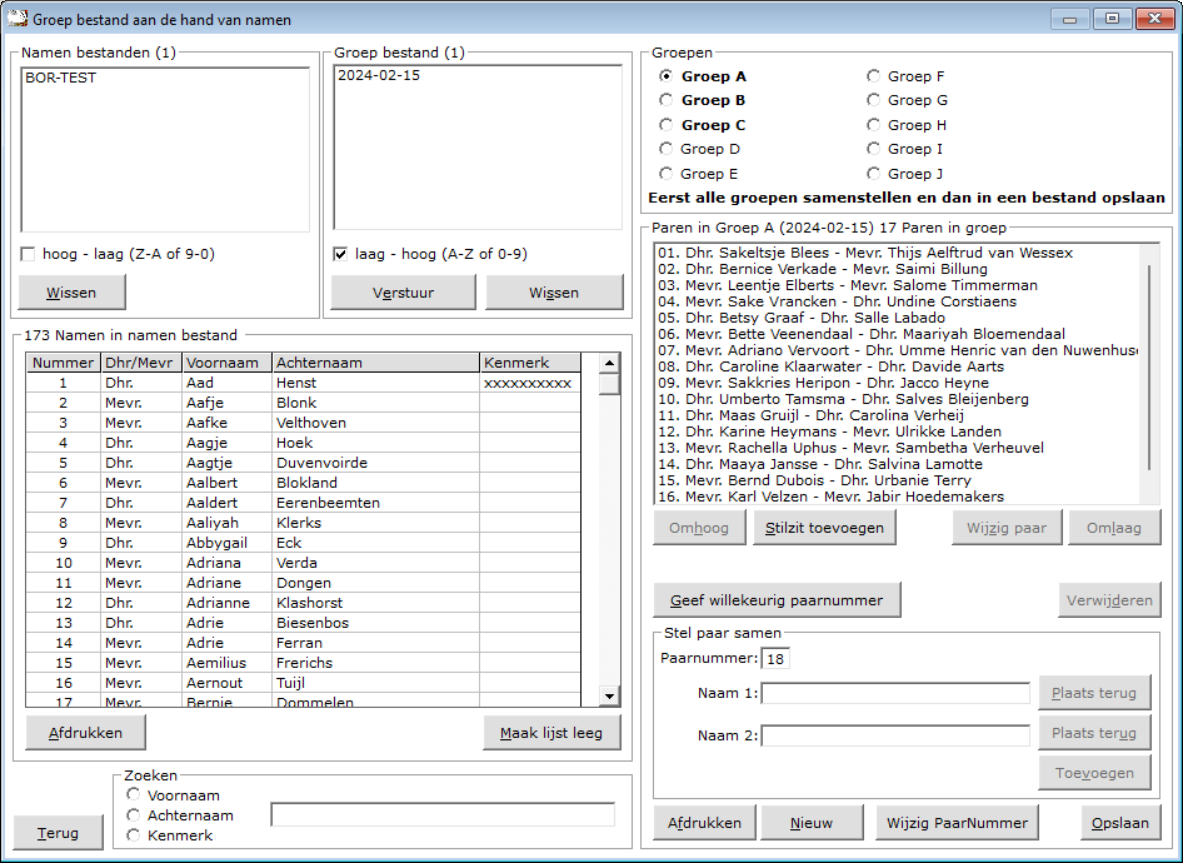 Groep bestand aan de hand van namen
Namen bestanden (1)
BOR-TEST
hoog - laag (Z-A of 9-0)
Wissen
Groep bestand (1)
2024-02-15
laag - hoog (A-Z of 0-9)
Verstuur
Wissen
173 Namen in namen bestand
Nummer Dhr/Mevr Voornaam Achternaam Kenmerk
1 Dhr. Aad Henst xxxxxxxxxx
2 Mevr. Aafje Blonk
3 Mevr. Aafke Velthoven
4 Dhr. Aagje Hoek
5 Dhr. Aagtje Duvenvoirde
6 Mevr. Aalbert Blokland
7 Dhr. Aaldert Eerenbeemten
8 Mevr. Aaliyah Klerks
9 Dhr. Abbygail Eck
10 Mevr. Adriana Verda
11 Mevr. Adriane Dongen
12 Dhr. Adrianne Klashorst
13 Dhr. Adrie Biesenbos
14 Mevr. Adrie Ferran
15 Mevr. Aemilius Frerichs
16 Mevr. Aernout Tuijl
17 Mevr. Bernie Dommelen
Afdrukken
Maak lijst leeg
Zoeken
Voornaam
Achternaam
Kenmerk
Terug
Groepen
Groep A
Groep B
Groep C
Groep D
Groep E
Groep F
Groep G
Groep H
Groep I
Groep J
Eerst alle groepen samenstellen en dan in een bestand opslaan
Paren in Groep A (2024-02-15) 17 Paren in groep
01. Dhr. Sakeltsje Blees - Mevr. Thijs Aelftrud van Wessex
02. Dhr. Bernice Verkade - Mevr. Saimi Billung
03. Mevr. Leentje Elberts - Mevr. Salome Timmerman
04. Mevr. Sake Vrancken - Dhr. Undine Corstiaens
05. Dhr. Betsy Graaf - Dhr. Salle Labado
06. Mevr. Bette Veenendaal - Dhr. Maariyah Bloemendaal
07. Mevr. Adriano Vervoort - Dhr. Umme Henric van den Nuwenhus
08. Dhr. Caroline Klaarwater - Dhr. Davide Aarts
09. Mevr. Sakkries Heripon - Dhr. Jacco Heyne
10. Dhr. Umberto Tamsma - Dhr. Salves Bleijenberg
11. Dhr. Maas Gruijl - Dhr. Carolina Verheij
12. Dhr. Karine Heymans - Mevr. Ulrikke Landen
13. Mevr. Rachella Uphus - Mevr. Sambetha Verheuvel
14. Dhr. Maaya Jansse - Dhr. Salvina Lamotte
15. Mevr. Bernd Dubois - Dhr. Urbanie Terry
16. Mevr. Karl Velzen - Mevr. Jabir Hoedemakers
Omhoog
Stilzit toevoegen
Wijzig paar
Omlaag
Geef willekeurig paarnummer
Verwijderen
Stel paar samen
Paarnummer: 18
Naam 1:
Plaats terug
Naam 2:
Plaats terug
Toevoegen
Afdrukken
Nieuw
Wijzig PaarNummer
Opslaan